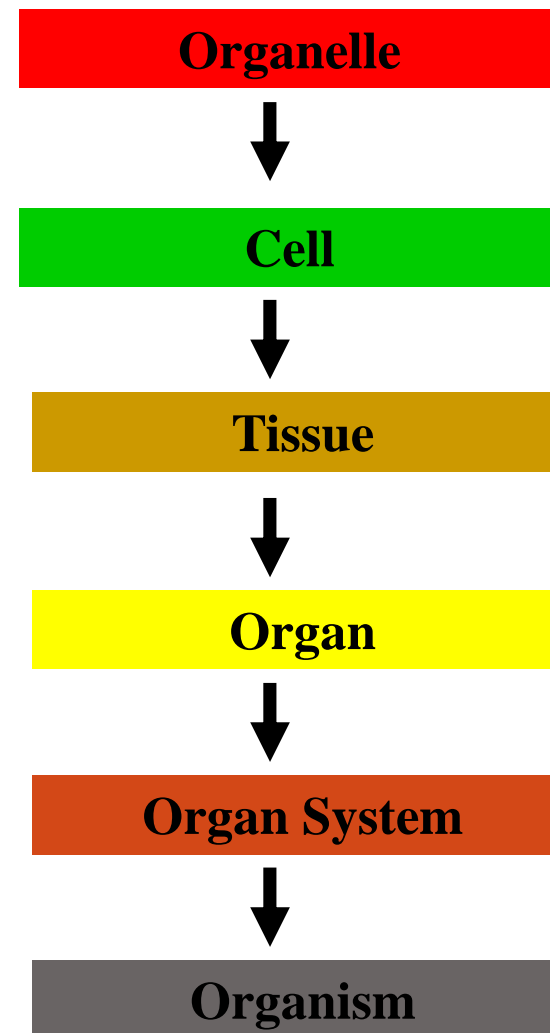 Organelle
Cell
Tissue
Organ
Organ System
Organism